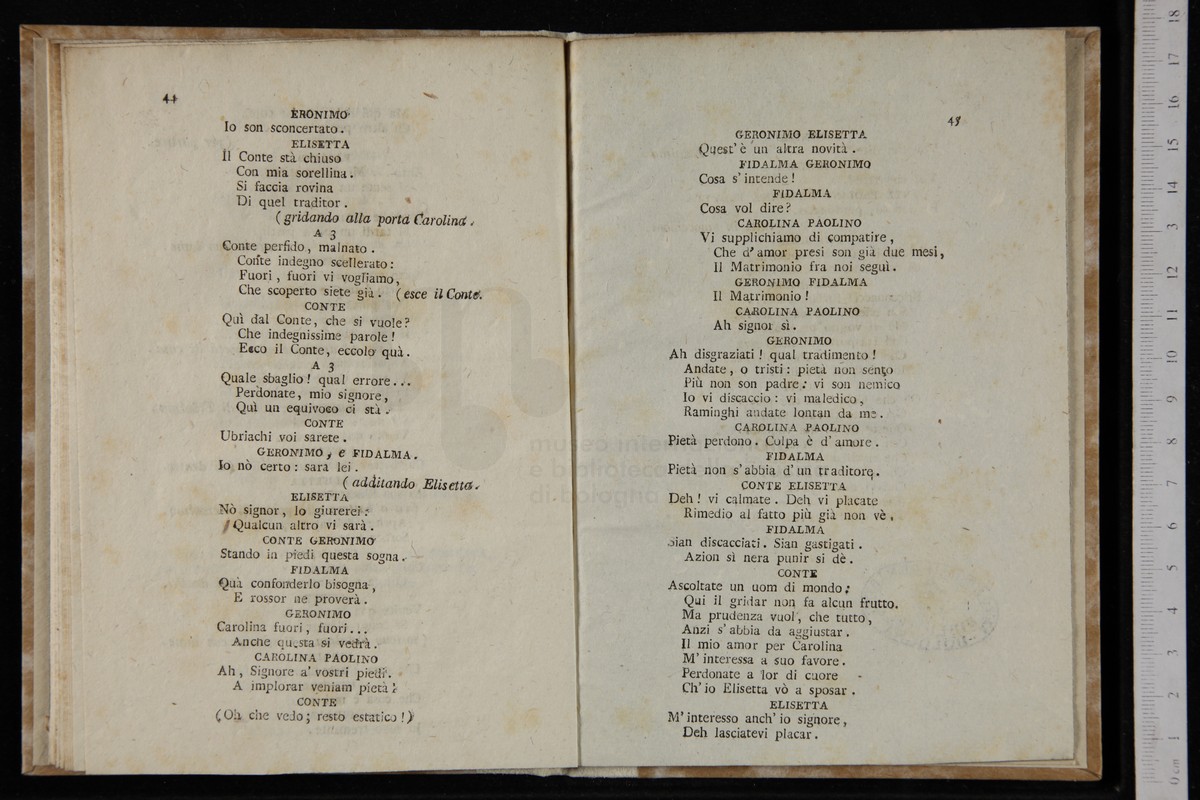 44
ERONIMO
Io son sconcertato.
ELISETTA
Il Conte stà chiuso
Con mia sorellina.
Si faccia rovina
Di quel traditor.
(gridando alla porta Carolina.
A 3
Conte perfido, malnato.
Conte indegno scellerato:
Fuori, fuori vi vogliamo,
Che scoperto siete già. (esce il Conte.
CONTE
Quì dal Conte, che si vuole?
Che indegnissime parole!
Ecco il Conte, eccolo quà.
A 3
Quale sbaglio! qual errore...
Perdonate, mio signore,
Quì un equivoco ci stà.
CONTE
Ubriachi voi sarete.
GERONIMO, e FIDALMA.
Io nò certo: sarà lei.
(additando Elisetta.
ELISETTA
Nò signor, lo giurerei:
Qualcun altro vi sarà.
CONTE GERONIMO
Stando in piedi questa sogna.
FIDALMA
Quà confonderlo bisogna,
E rossor ne proverà.
GERONIMO
Carolina fuori, fuori...
Anche questa si vedrà.
CAROLINA PAOLINO
Ah, Signore a' vostri piedi.
A implorar veniam pietà!
CONTE
(Oh che vedo; resto estatico!)
45
GERONIMO ELISETTA
Quest' è un altra novità.
FIDALMA GERONIMO
Cosa s' intende!
FIDALMA
Cosa vol dire?
CAROLINA PAOLINO
Vi supplichiamo di compatire,
Che d' amor presi son già due mesi,
Il Matrimonio fra noi seguì.
GERONIMO FIDALMA
Il Matrimonio!
CAROLINA PAOLINO
Ah signor sì.
GERONIMO
Ah disgraziati! qual tradimento!
Andate, o tristi: pietà non sento
Più non son padre: vi son nemico
Io vi discaccio: vi maledico,
Raminghi andate lontan da me.
CAROLINA PAOLINO
Pietà perdono. Colpa è d' amore.
FIDALMA
Pietà non s' abbia d' un traditore.
CONTE ELISETTA
Deh! vi calmate. Deh vi placate
Rimedio al fatto più già non vè,
FIDALMA
Sian discacciati. Sian gastigati.
Azion sì nera punir si dè.
CONTE
Ascoltate un uom di mondo;
Qui il gridar non fa alcun frutto.
Ma prudenza vuol, che tutto,
Anzi s' abbia da aggiustar.
Il mio amor per Carolina
M' interessa a suo favore.
Perdonate a lor di cuore
Ch' io Elisetta vò a sposar.
ELISETTA
M' interesso anch' io signore,
Deh lasciatevi placar.